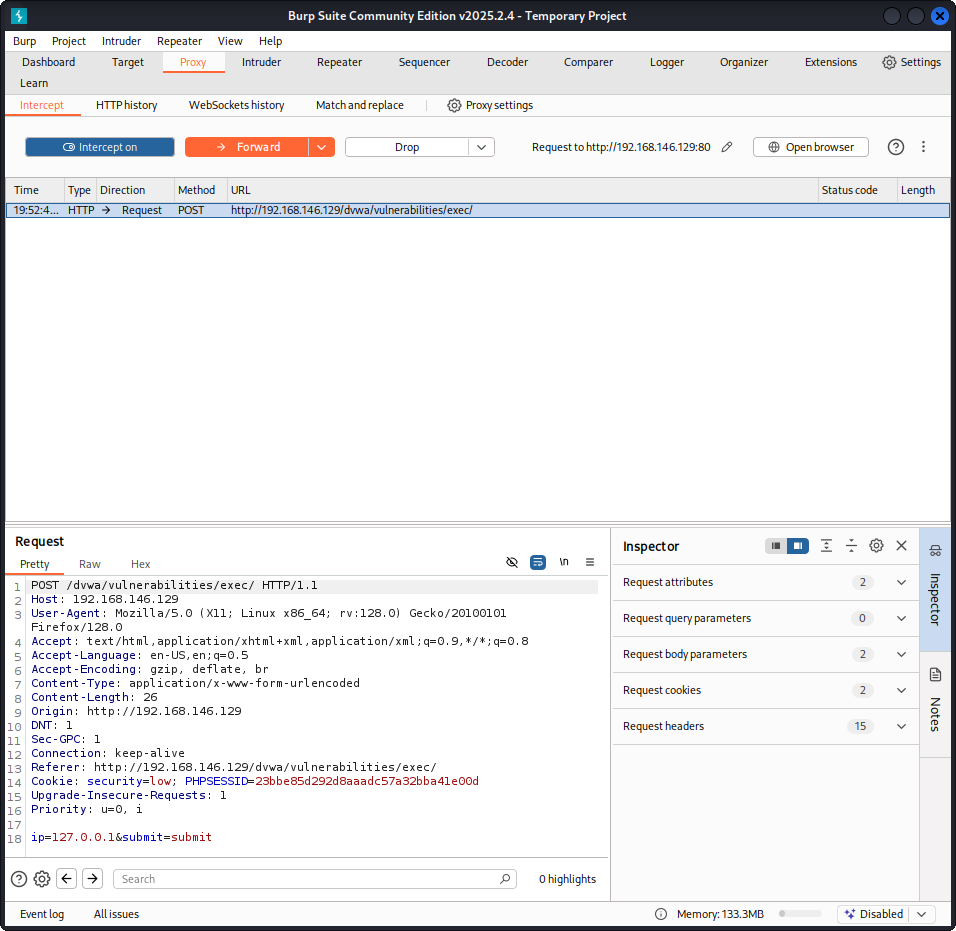 Burp Suite Community Edition v2025.2.4 - Temporary Project
Burp Project Intruder Repeater View Help
Dashboard Target Proxy Intruder Repeater Sequencer Decoder Comparer Logger Organizer Extensions Settings
Learn
Intercept HTTP history WebSockets history Match and replace Proxy settings
Intercept on Forward Drop Request to http://192.168.146.129:80 Open browser
Time Type Direction Method URL Status code Length
19:52:4... HTTP Request POST http://192.168.146.129/dvwa/vulnerabilities/exec/
Request
Pretty Raw Hex \n
1 POST /dvwa/vulnerabilities/exec/ HTTP/1.1
2 Host: 192.168.146.129
3 User-Agent: Mozilla/5.0 (X11; Linux x86_64; rv:128.0) Gecko/20100101
Firefox/128.0
4 Accept: text/html,application/xhtml+xml,application/xml;q=0.9,*/*;q=0.8
5 Accept-Language: en-US,en;q=0.5
6 Accept-Encoding: gzip, deflate, br
7 Content-Type: application/x-www-form-urlencoded
8 Content-Length: 26
9 Origin: http://192.168.146.129
10 DNT: 1
11 Sec-GPC: 1
12 Connection: keep-alive
13 Referer: http://192.168.146.129/dvwa/vulnerabilities/exec/
14 Cookie: security=low; PHPSESSID=23bbe85d292d8aaadc57a32bba41e00d
15 Upgrade-Insecure-Requests: 1
16 Priority: u=0, i
17
18 ip=127.0.0.1&submit=submit
Search 0 highlights
Inspector
Request attributes 2
Request query parameters 0
Request body parameters 2
Request cookies 2
Request headers 15
Inspector
Notes
Event log All issues Memory: 133.3MB Disabled